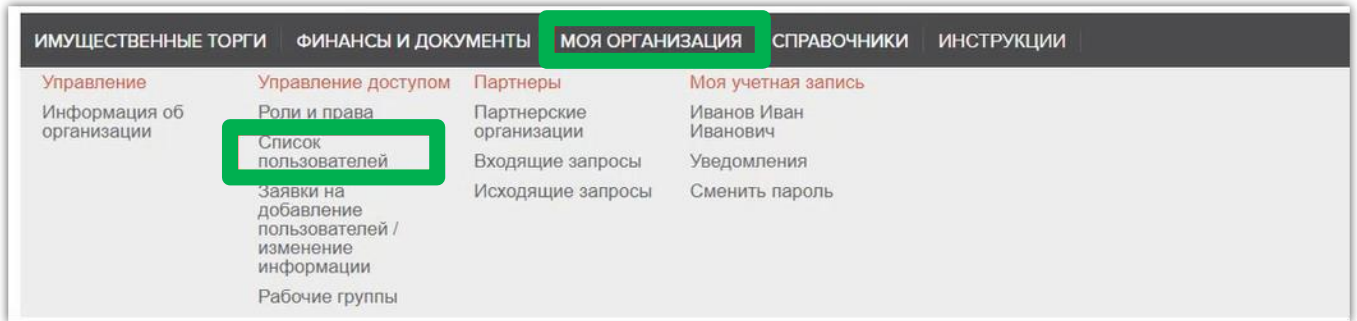 ИМУЩЕСТВЕННЫЕ ТОРГИ ФИНАНСЫ И ДОКУМЕНТЫ МОЯ ОРГАНИЗАЦИЯ СПРАВОЧНИКИ ИНСТРУКЦИИ
Управление
Информация об
организации
Управление доступом
Роли и права
Список
пользователей
Заявки на
добавление
пользователей /
изменение
информации
Рабочие группы
Партнеры
Партнерские
организации
Входящие запросы
Исходящие запросы
Моя учетная запись
Иванов Иван
Иванович
Уведомления
Сменить пароль